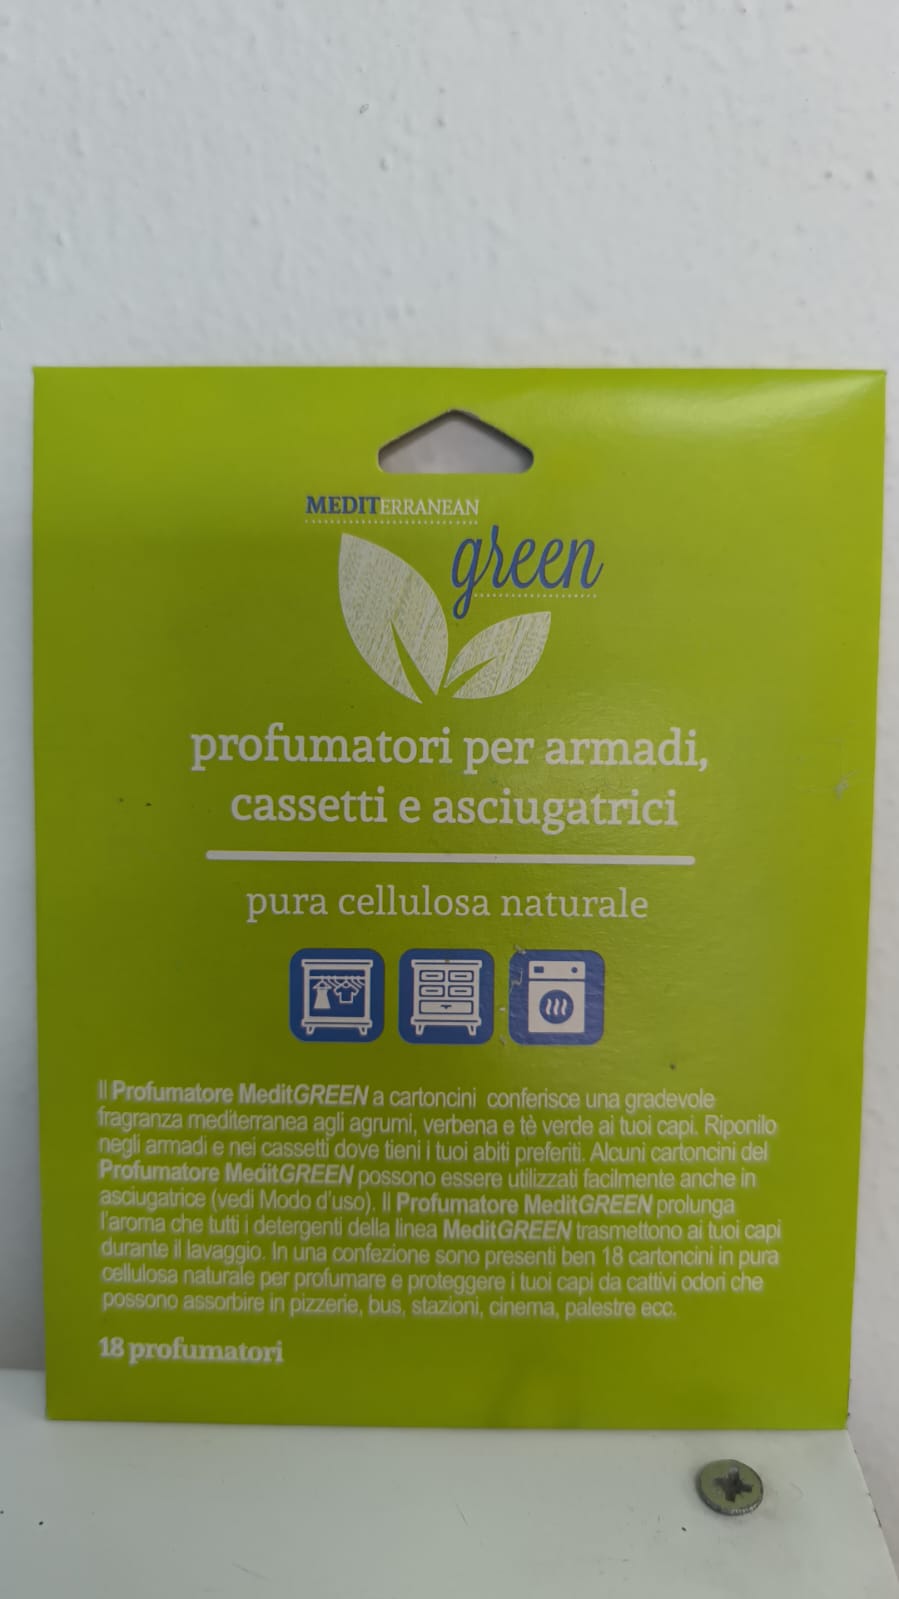 MEDITERRANEAN
green
profumatori per armadi,
cassetti e asciugatrici
pura cellulosa naturale
Il Profumatore MeditGREEN a cartoncini conferisce una gradevole
fragranza mediterranea agli agrumi, verbena e tè verde ai tuoi capi. Riponilo
negli armadi e nei cassetti dove tieni i tuoi abiti preferiti. Alcuni cartoncini del
Profumatore MeditGREEN possono essere utilizzati facilmente anche in
asciugatrice (vedi Modo d'uso). Il Profumatore MeditGREEN prolunga
l'aroma che tutti i detergenti della linea MeditGREEN trasmettono ai tuoi capi
durante il lavaggio. In una confezione sono presenti ben 18 cartoncini in pura
cellulosa naturale per profumare e proteggere i tuoi capi da cattivi odori che
possono assorbire in pizzerie, bus, stazioni, cinema, palestre ecc.
18 profumatori